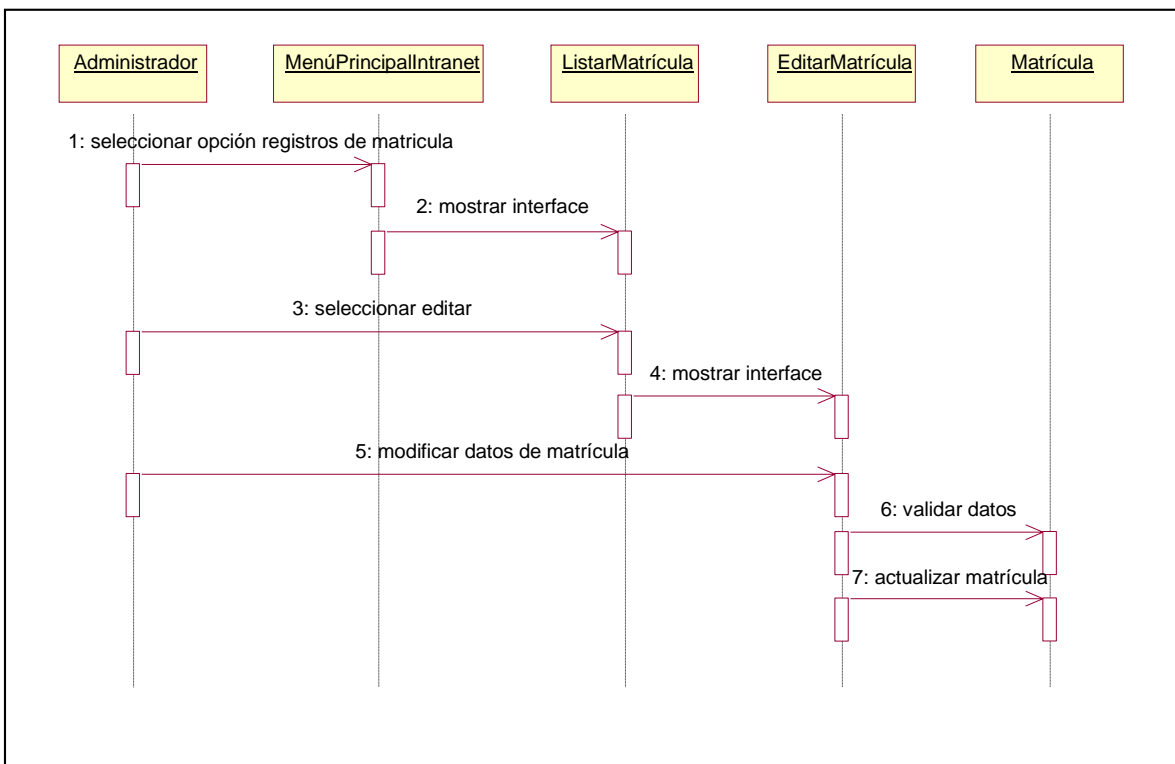 Administrador
MenúPrincipalIntranet
ListarMatrícula
EditarMatrícula
Matrícula
1: seleccionar opción registros de matricula
2: mostrar interface
3: seleccionar editar
4: mostrar interface
5: modificar datos de matrícula
6: validar datos
7: actualizar matrícula